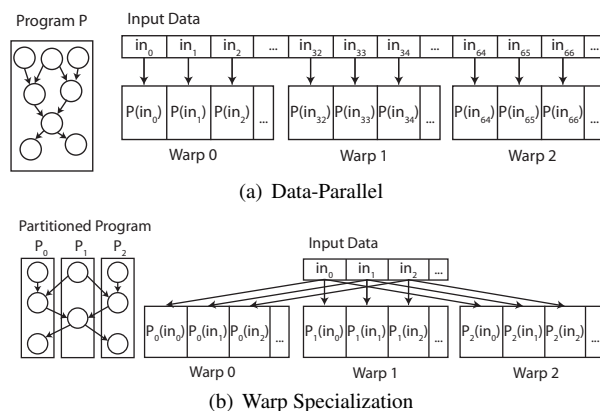 Program P
Input Data
in0 in1 in2 ... in32 in33 in34 ... in64 in65 in66 ...
P(in0) P(in1) P(in2) ... P(in32) P(in33) P(in34) ... P(in64) P(in65) P(in66) ...
Warp 0 Warp 1 Warp 2
(a) Data-Parallel
Partitioned Program
P0 P1 P2
Input Data
in0 in1 in2 ...
P0(in0) P0(in1) P0(in2) ... P1(in0) P1(in1) P1(in2) ... P2(in0) P2(in1) P2(in2) ...
Warp 0 Warp 1 Warp 2
(b) Warp Specialization